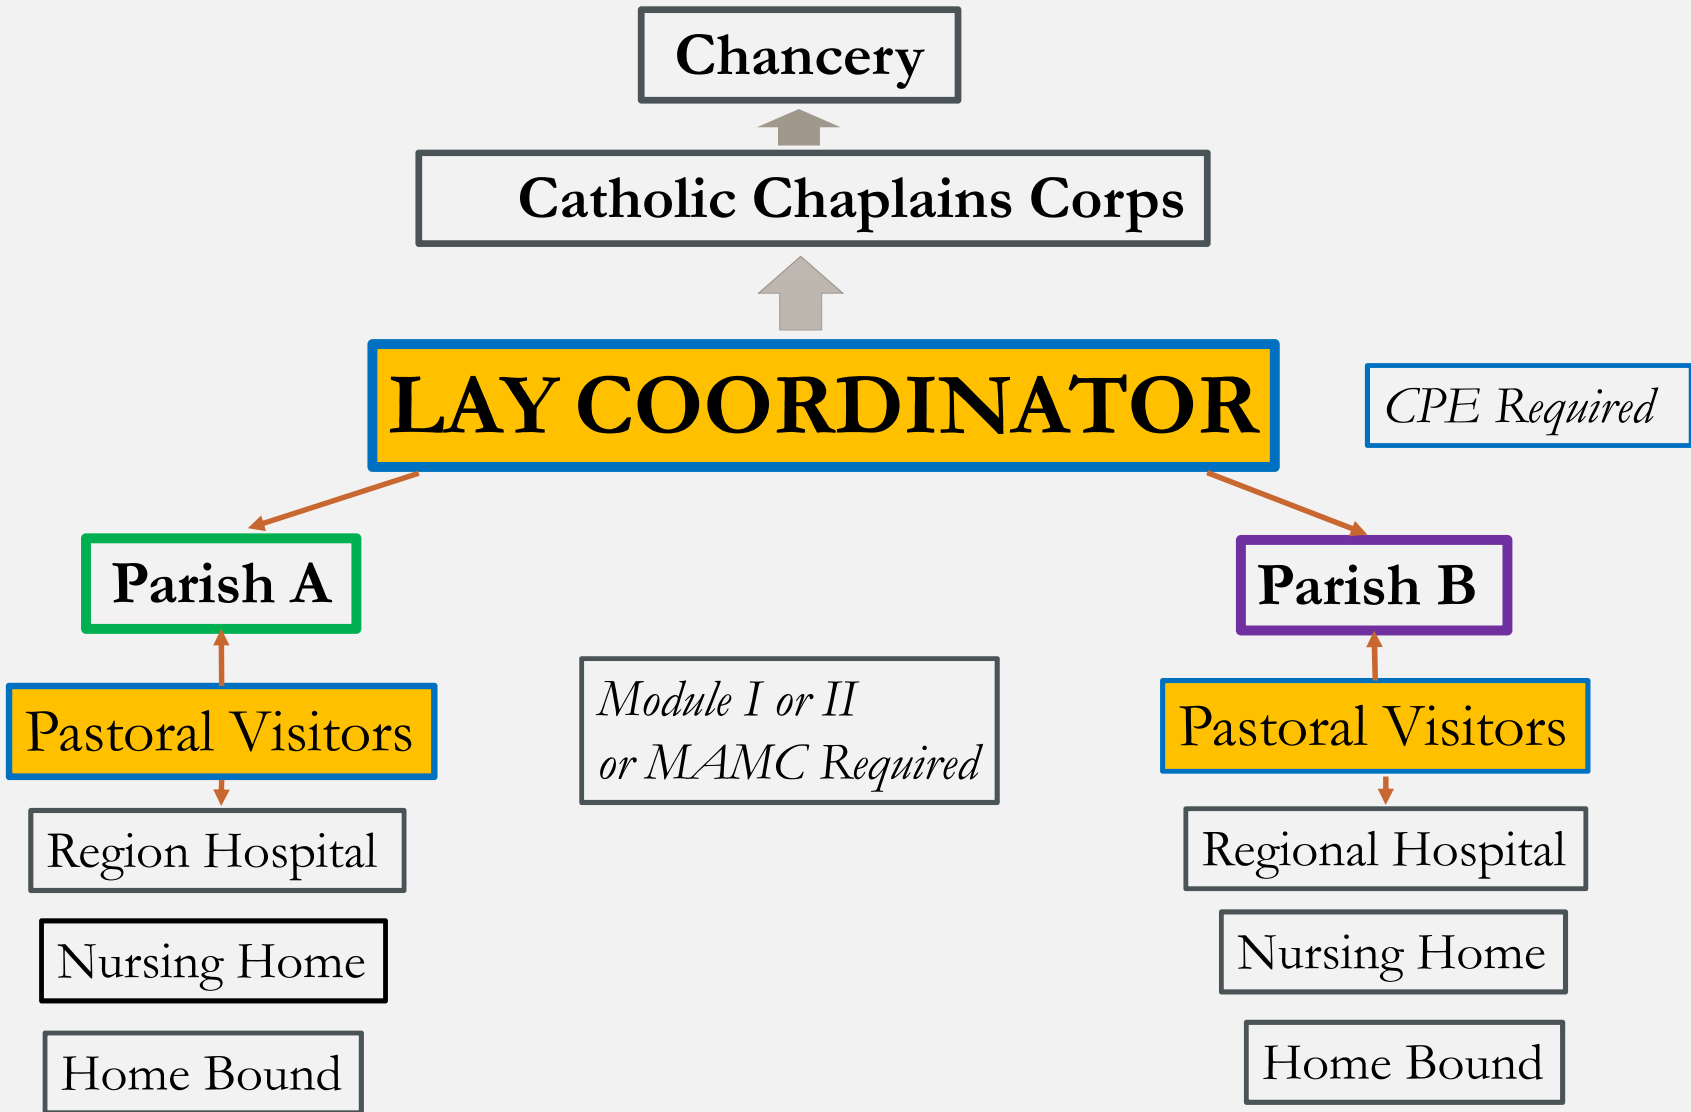 Chancery
Catholic Chaplains Corps
LAY COORDINATOR
CPE Required
Parish A
Parish B
Module I or II
or MAMC Required
Pastoral Visitors
Pastoral Visitors
Region Hospital
Regional Hospital
Nursing Home
Nursing Home
Home Bound
Home Bound